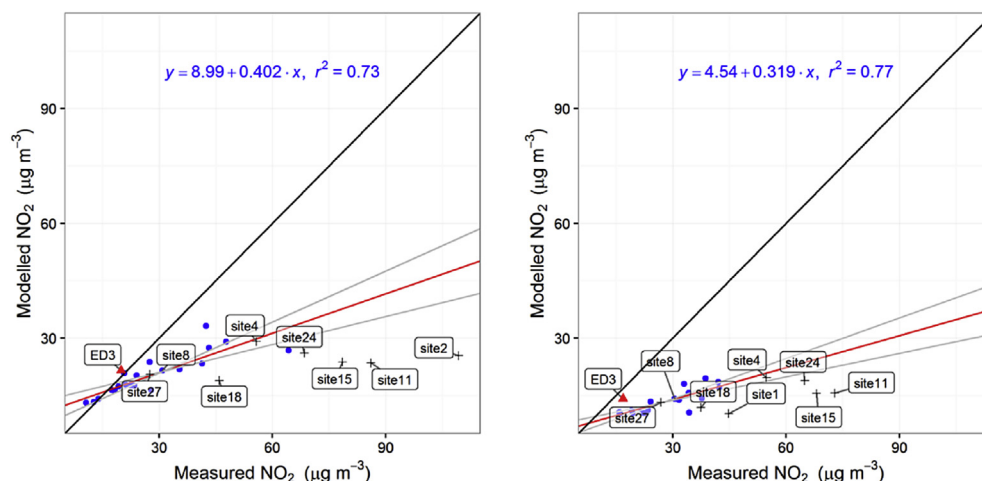 y = 8.99 + 0.402 · x, r² = 0.73
90
60
30
Modelled NO₂ (µg m⁻³)
site4
ED3
site8
site24
site2
site27
site18
site15
site11
30
60
90
Measured NO₂ (µg m⁻³)
y = 4.54 + 0.319 · x, r² = 0.77
90
60
30
Modelled NO₂ (µg m⁻³)
site8
site4
site24
ED3
site27
site18
site1
site11
site15
30
60
90
Measured NO₂ (µg m⁻³)